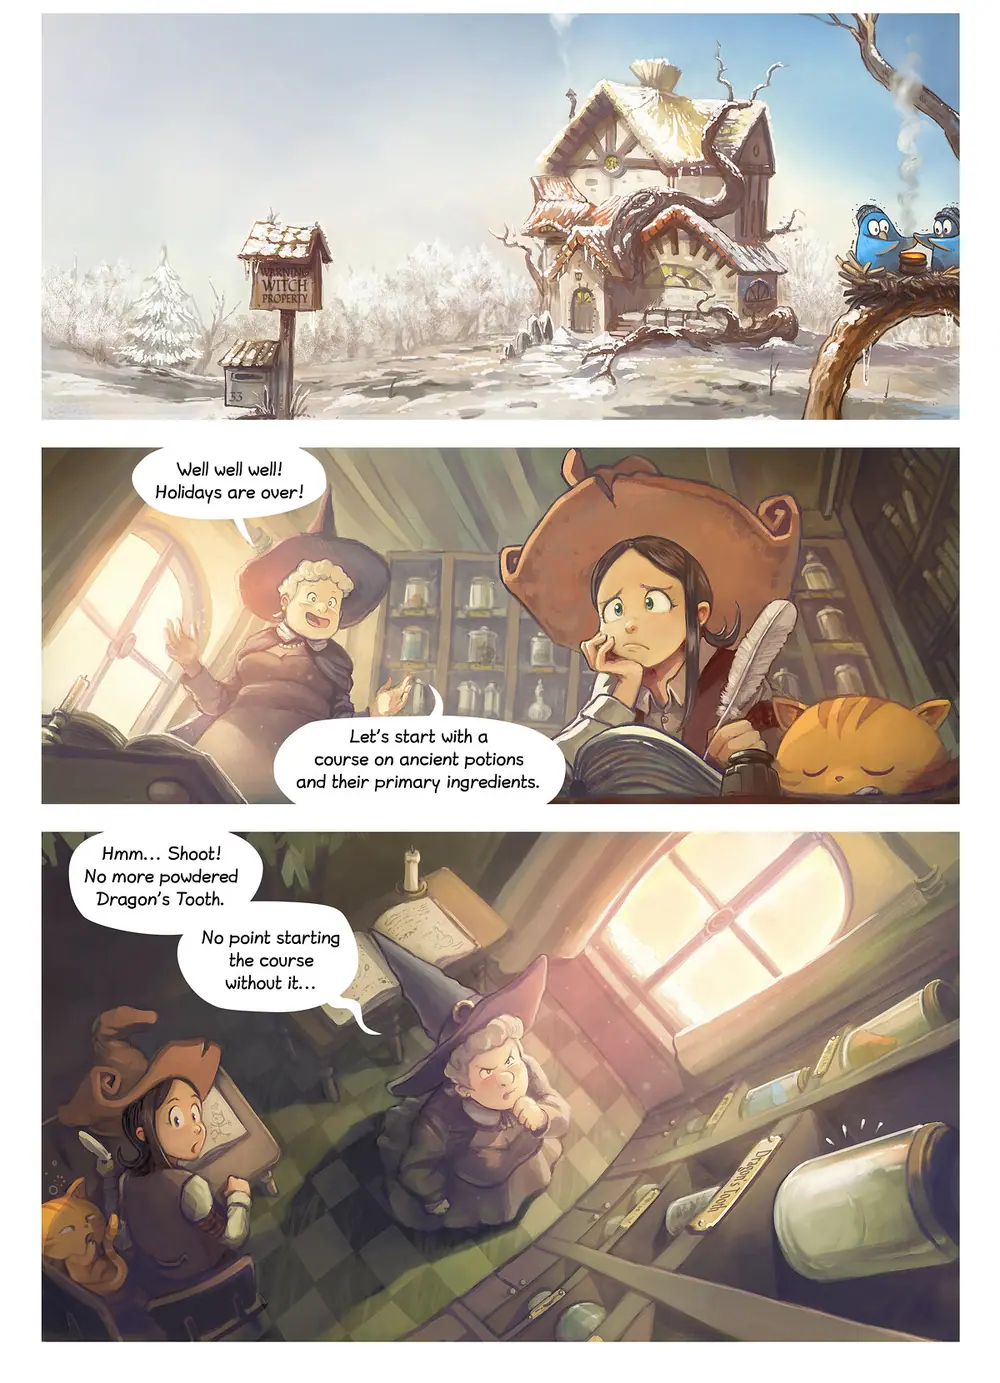 WARNING
WITCH
PROPERTY
33
Well well well!
Holidays are over!
Let's start with a
course on ancient potions
and their primary ingredients.
Hmm... Shoot!
No more powdered
Dragon's Tooth.
No point starting
the course
without it...
Dragon's Tooth